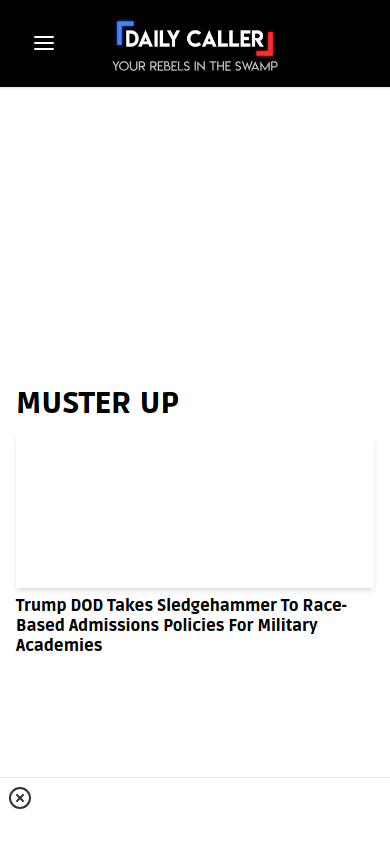 DAILY CALLER
YOUR REBELS IN THE SWAMP
MUSTER UP
Trump DOD Takes Sledgehammer To Race-
Based Admissions Policies For Military
Academies